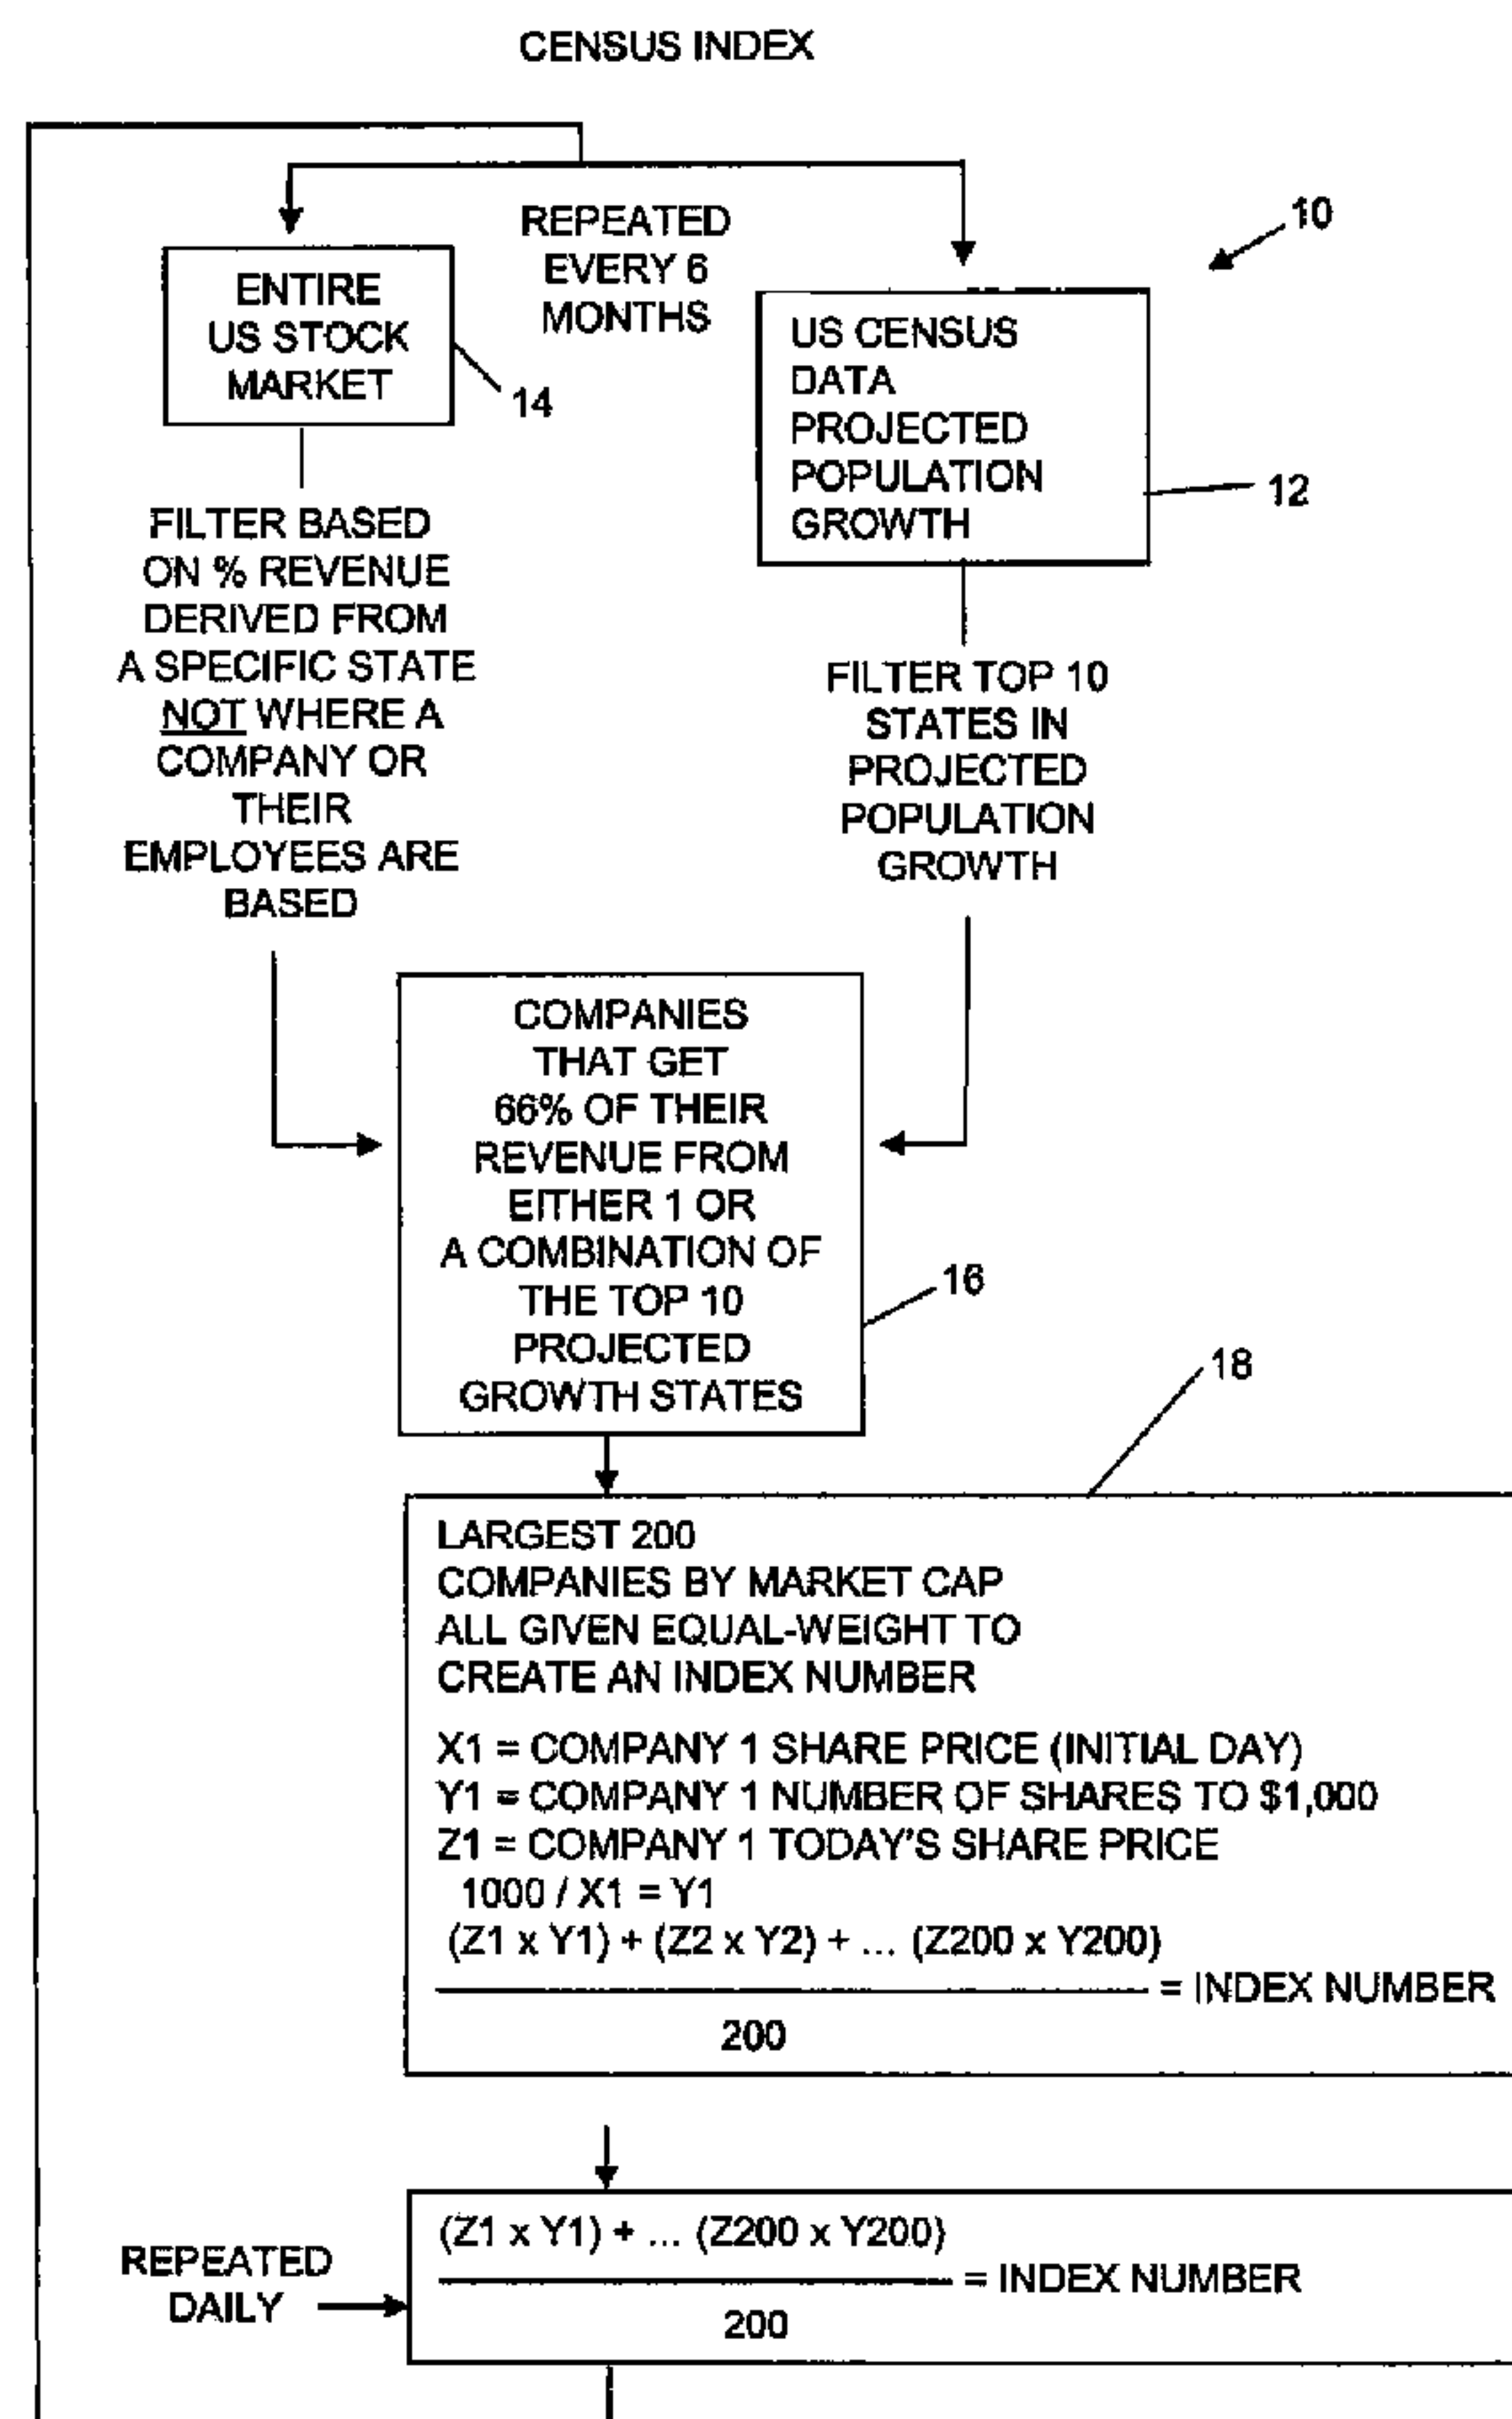 CENSUS INDEX
REPEATED
EVERY 6
MONTHS
10
ENTIRE
US STOCK
MARKET
14
US CENSUS
DATA
PROJECTED
POPULATION
GROWTH
12
FILTER BASED
ON % REVENUE
DERIVED FROM
A SPECIFIC STATE
NOT WHERE A
COMPANY OR
THEIR
EMPLOYEES ARE
BASED
FILTER TOP 10
STATES IN
PROJECTED
POPULATION
GROWTH
COMPANIES
THAT GET
66% OF THEIR
REVENUE FROM
EITHER 1 OR
A COMBINATION OF
THE TOP 10
PROJECTED
GROWTH STATES
16
18
LARGEST 200
COMPANIES BY MARKET CAP
ALL GIVEN EQUAL-WEIGHT TO
CREATE AN INDEX NUMBER
X1 = COMPANY 1 SHARE PRICE (INITIAL DAY)
Y1 = COMPANY 1 NUMBER OF SHARES TO $1,000
Z1 = COMPANY 1 TODAY'S SHARE PRICE
1000 / X1 = Y1
(Z1 x Y1) + (Z2 x Y2) + ... (Z200 x Y200)
= INDEX NUMBER
200
REPEATED
DAILY
(Z1 x Y1) + ... (Z200 x Y200)
= INDEX NUMBER
200